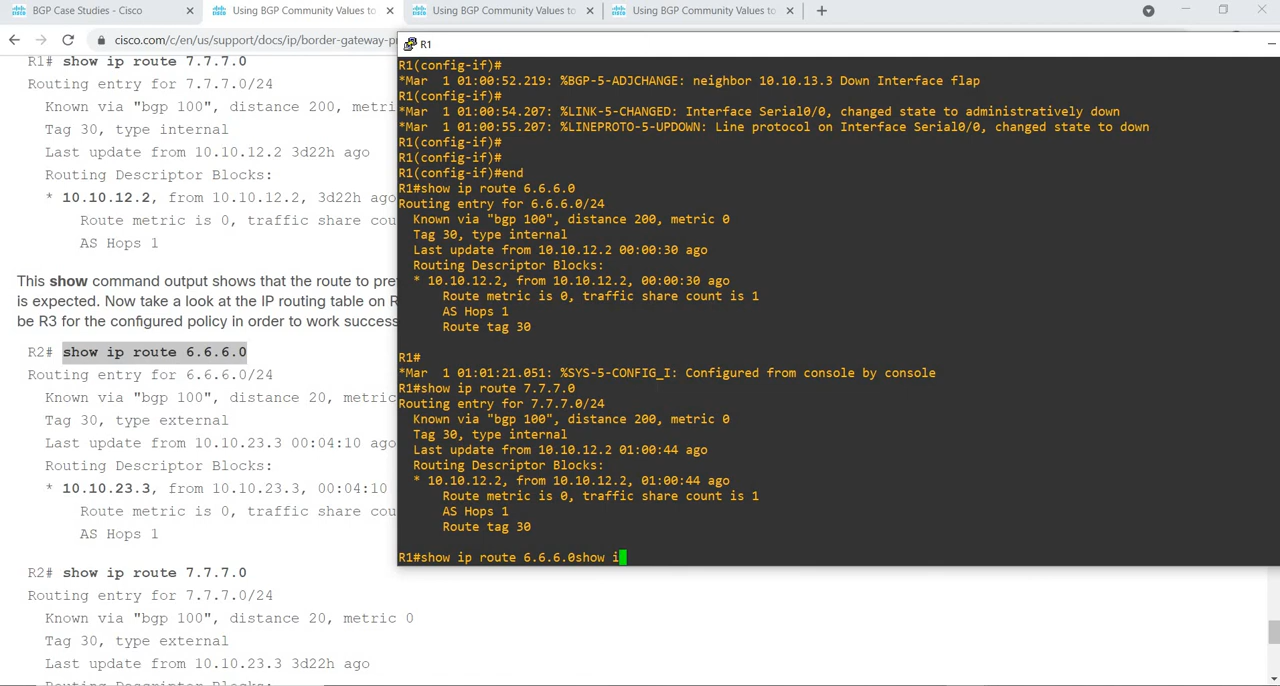 BGP Case Studies - Cisco
Using BGP Community Values to
Using BGP Community Values to
Using BGP Community Values to
cisco.com/c/en/us/support/docs/ip/border-gateway-pr
R1# show ip route 7.7.7.0
Routing entry for 7.7.7.0/24
Known via "bgp 100", distance 200, metri
Tag 30, type internal
Last update from 10.10.12.2 3d22h ago
Routing Descriptor Blocks:
* 10.10.12.2, from 10.10.12.2, 3d22h ago
Route metric is 0, traffic share cou
AS Hops 1
This show command output shows that the route to pre
is expected. Now take a look at the IP routing table on R
be R3 for the configured policy in order to work success
R2# show ip route 6.6.6.0
Routing entry for 6.6.6.0/24
Known via "bgp 100", distance 20, metric
Tag 30, type external
Last update from 10.10.23.3 00:04:10 ago
Routing Descriptor Blocks:
* 10.10.23.3, from 10.10.23.3, 00:04:10
Route metric is 0, traffic share cou
AS Hops 1
R2# show ip route 7.7.7.0
Routing entry for 7.7.7.0/24
Known via "bgp 100", distance 20, metric 0
Tag 30, type external
Last update from 10.10.23.3 3d22h ago
R1
R1(config-if)#
*Mar  1 01:00:52.219: %BGP-5-ADJCHANGE: neighbor 10.10.13.3 Down Interface flap
R1(config-if)#
*Mar  1 01:00:54.207: %LINK-5-CHANGED: Interface Serial0/0, changed state to administratively down
*Mar  1 01:00:55.207: %LINEPROTO-5-UPDOWN: Line protocol on Interface Serial0/0, changed state to down
R1(config-if)#
R1(config-if)#
R1(config-if)#end
R1#show ip route 6.6.6.0
Routing entry for 6.6.6.0/24
Known via "bgp 100", distance 200, metric 0
Tag 30, type internal
Last update from 10.10.12.2 00:00:30 ago
Routing Descriptor Blocks:
* 10.10.12.2, from 10.10.12.2, 00:00:30 ago
Route metric is 0, traffic share count is 1
AS Hops 1
Route tag 30
R1#
*Mar  1 01:01:21.051: %SYS-5-CONFIG_I: Configured from console by console
R1#show ip route 7.7.7.0
Routing entry for 7.7.7.0/24
Known via "bgp 100", distance 200, metric 0
Tag 30, type internal
Last update from 10.10.12.2 01:00:44 ago
Routing Descriptor Blocks:
* 10.10.12.2, from 10.10.12.2, 01:00:44 ago
Route metric is 0, traffic share count is 1
AS Hops 1
Route tag 30
R1#show ip route 6.6.6.0show i